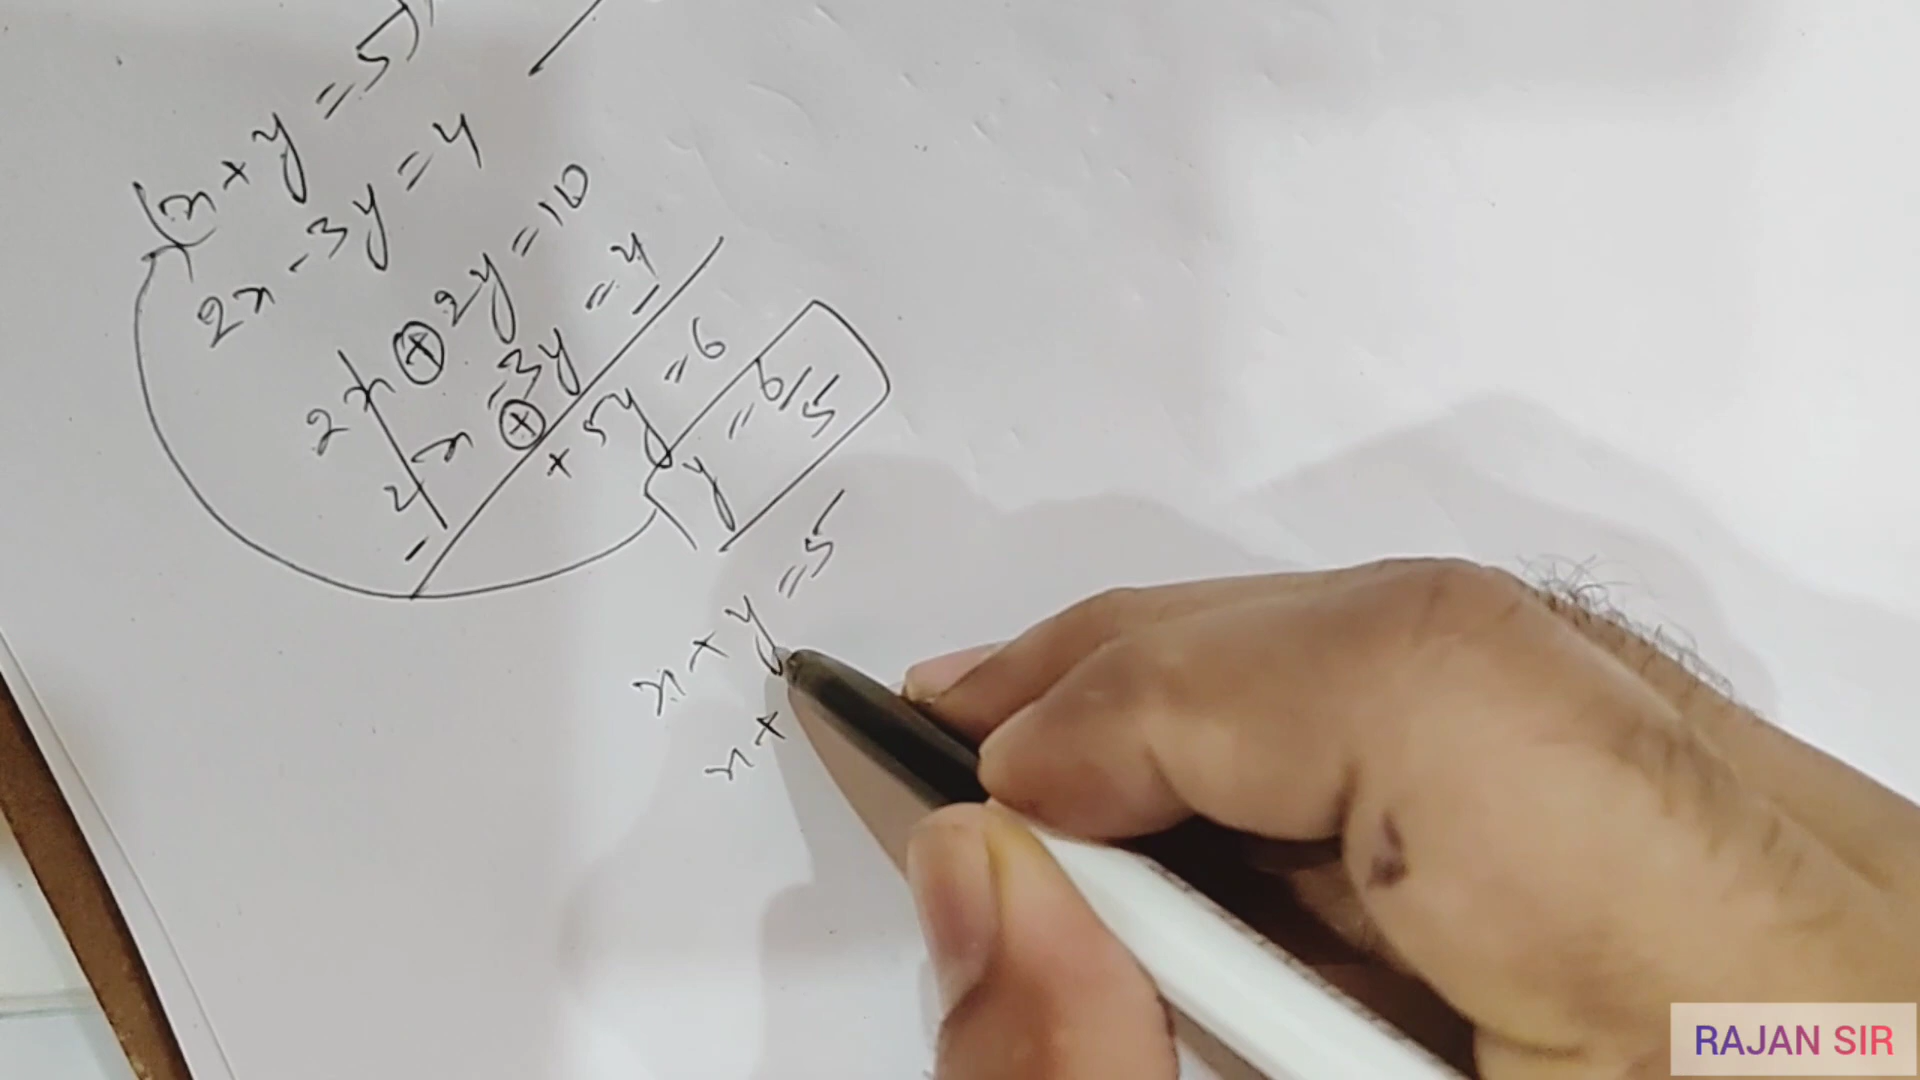 (x + y = 5)
2x - 3y = 4
2x + 2y = 10
2x - 3y = 4
- + -
+ 5y = 6
y = 6/5
x + y = 5
x +
RAJAN SIR